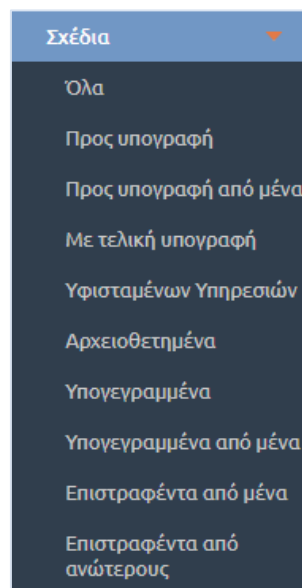 Σχέδια
Όλα
Προς υπογραφή
Προς υπογραφή από μένα
Με τελική υπογραφή
Υφισταμένων Υπηρεσιών
Αρχειοθετημένα
Υπογεγραμμένα
Υπογεγραμμένα από μένα
Επιστραφέντα από μένα
Επιστραφέντα από
ανώτερους